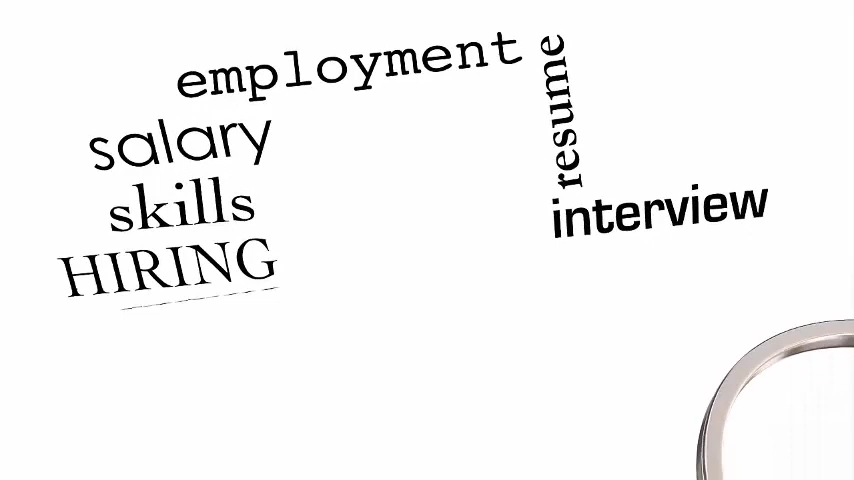 employment
resume
salary
skills
interview
HIRING